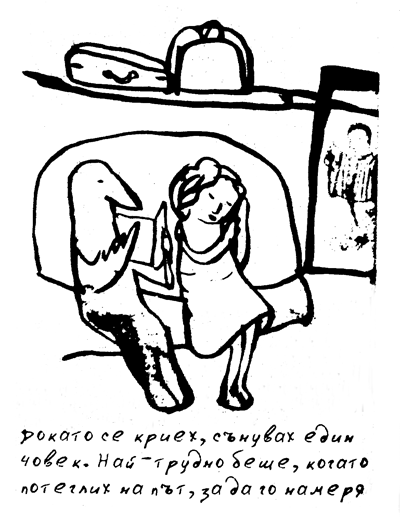 докато се криех, сънувах един
човек. Най-трудно беше, когато
потеглих на път, за да го намеря